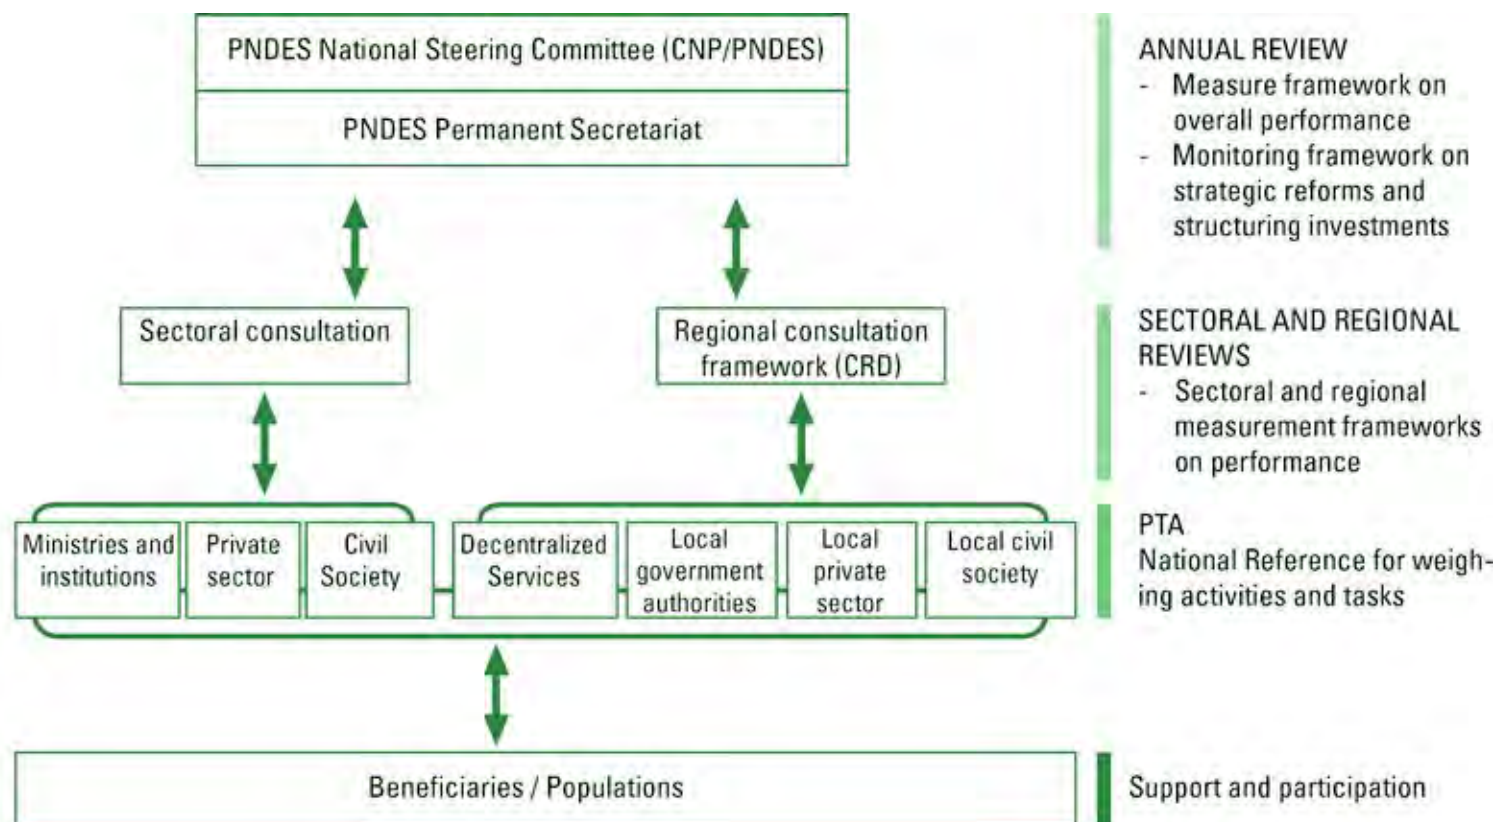 PNDES National Steering Committee (CNP/PNDES)
PNDES Permanent Secretariat
ANNUAL REVIEW
- Measure framework on
overall performance
- Monitoring framework on
strategic reforms and
structuring investments
Sectoral consultation
Regional consultation
framework (CRD)
SECTORAL AND REGIONAL
REVIEWS
- Sectoral and regional
measurement frameworks
on performance
Ministries and
institutions
Private
sector
Civil
Society
Decentralized
Services
Local
government
authorities
Local
private
sector
Local civil
society
PTA
National Reference for weigh-
ing activities and tasks
Beneficiaries / Populations
Support and participation